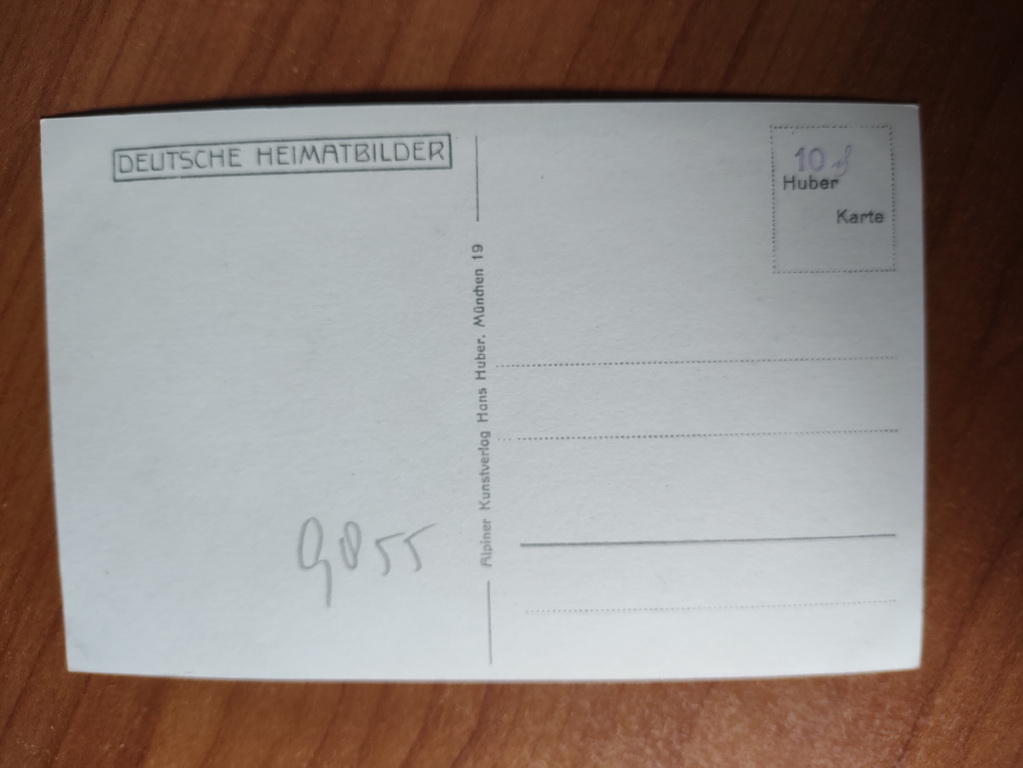 DEUTSCHE HEIMATBILDER
Alpiner Kunstverlag Hans Huber. München 19
10 ₰
Huber
Karte
9855